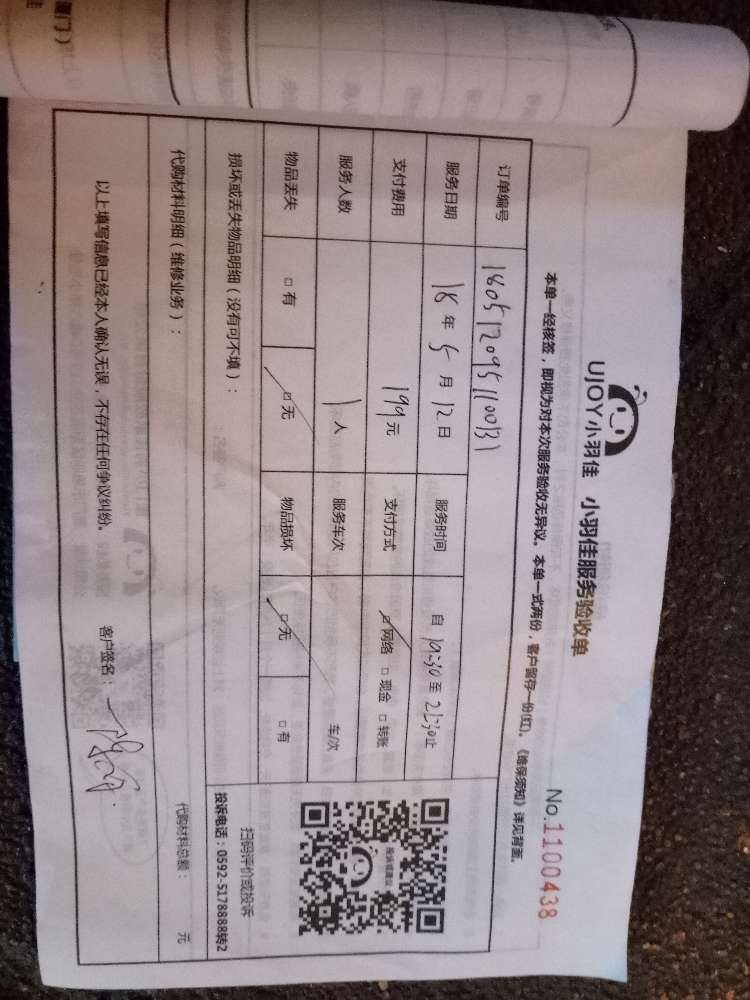 UJOY小羽佳 小羽佳服务验收单
No.1100438
本单一经核签，即视为对本次服务验收无异议。本单一式两份，客户留存一份(红)。《维保须知》详见背面。
订单编号 180512095110031
服务日期 18 年 5 月 12 日 服务时间 自 19:30 至 21:30 止
支付费用 199 元 支付方式 ☑网络 □现金 □转账
服务人数 1 人 服务车次 车/次
物品丢失 □有 ☑无 物品损坏 ☑无 □有
损坏或丢失物品明细（没有可不填）：
投诉或建议
扫码评价或投诉
投诉电话：0592-5178888转2
代购材料明细（维修业务）：
代购材料总额： 元
以上填写信息已经本人确认无误，不存在任何争议纠纷。 客户签名：